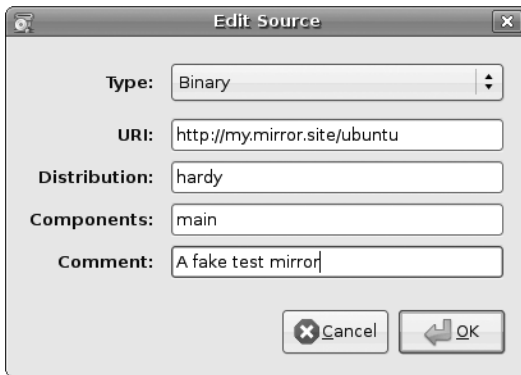 Edit Source
Type: Binary
URI: http://my.mirror.site/ubuntu
Distribution: hardy
Components: main
Comment: A fake test mirror
Cancel OK